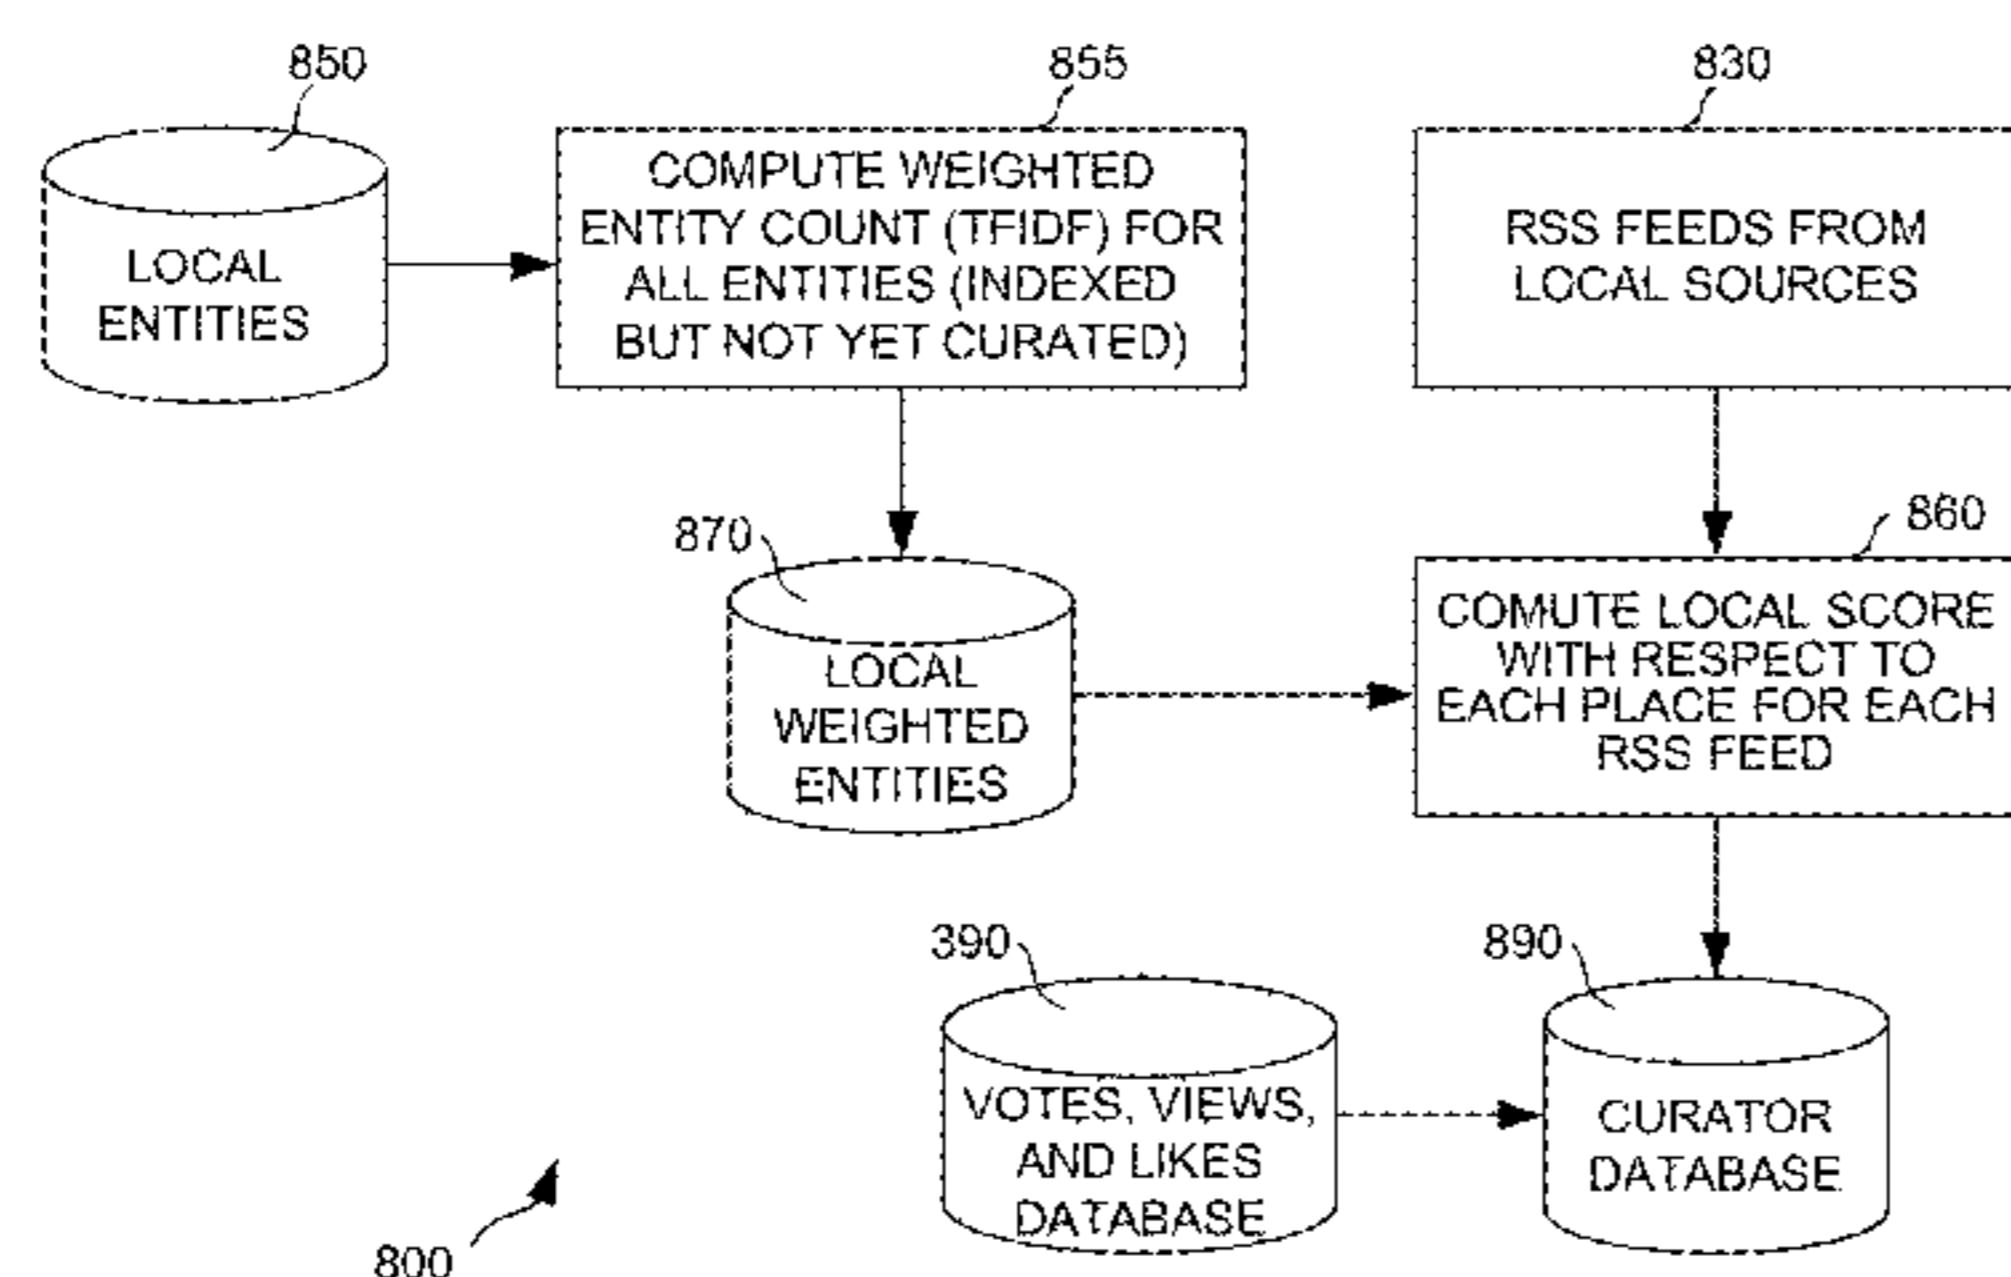 850
855
830
LOCAL
ENTITIES
COMPUTE WEIGHTED
ENTITY COUNT (TFIDF) FOR
ALL ENTITIES (INDEXED
BUT NOT YET CURATED)
RSS FEEDS FROM
LOCAL SOURCES
870
860
LOCAL
WEIGHTED
ENTITIES
COMUTE LOCAL SCORE
WITH RESPECT TO
EACH PLACE FOR EACH
RSS FEED
390
890
VOTES, VIEWS,
AND LIKES
DATABASE
CURATOR
DATABASE
800